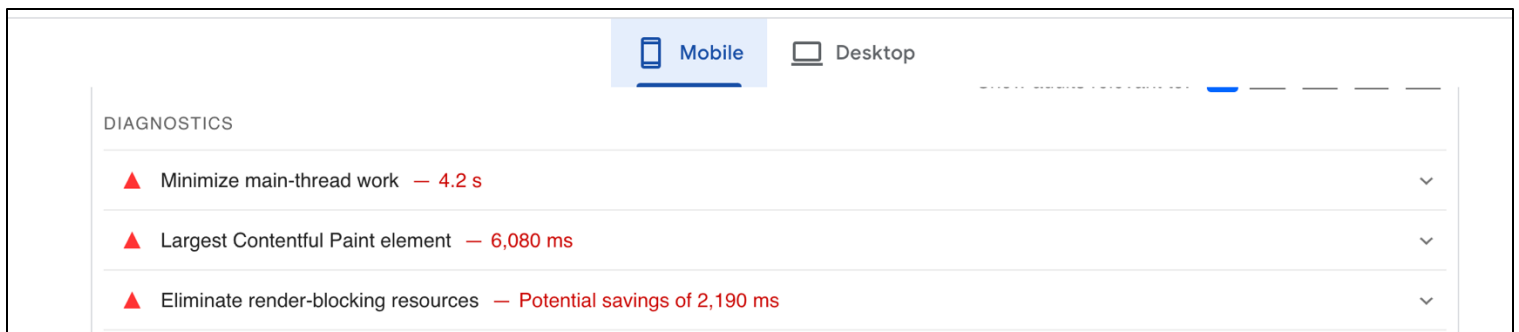 Mobile Desktop
DIAGNOSTICS
Minimize main-thread work — 4.2 s
Largest Contentful Paint element — 6,080 ms
Eliminate render-blocking resources — Potential savings of 2,190 ms